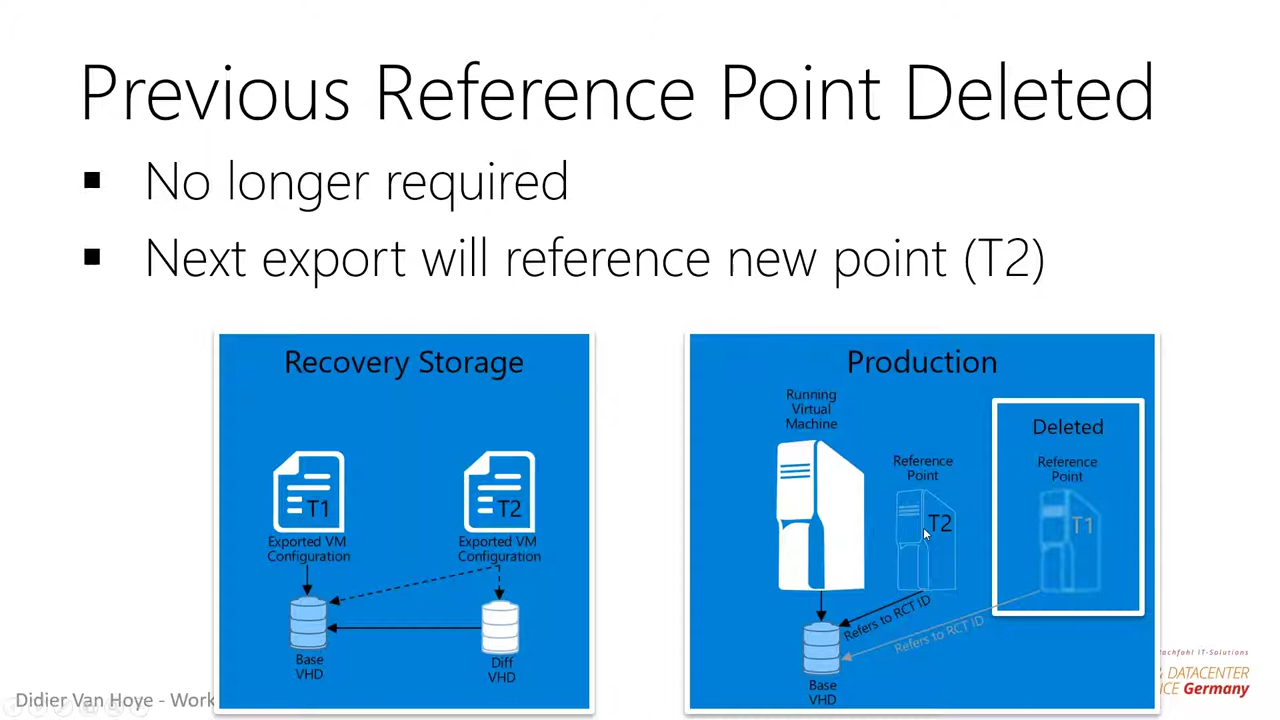 Previous Reference Point Deleted
▪ No longer required
▪ Next export will reference new point (T2)
Recovery Storage
T1
Exported VM
Configuration
T2
Exported VM
Configuration
Base
VHD
Diff
VHD
Production
Running
Virtual
Machine
Reference
Point
T2
Deleted
Reference
Point
T1
Refers to RCT ID
Refers to RCT ID
Base
VHD
Didier Van Hoye - Work
IT-Solutions
& DATACENTER
Germany